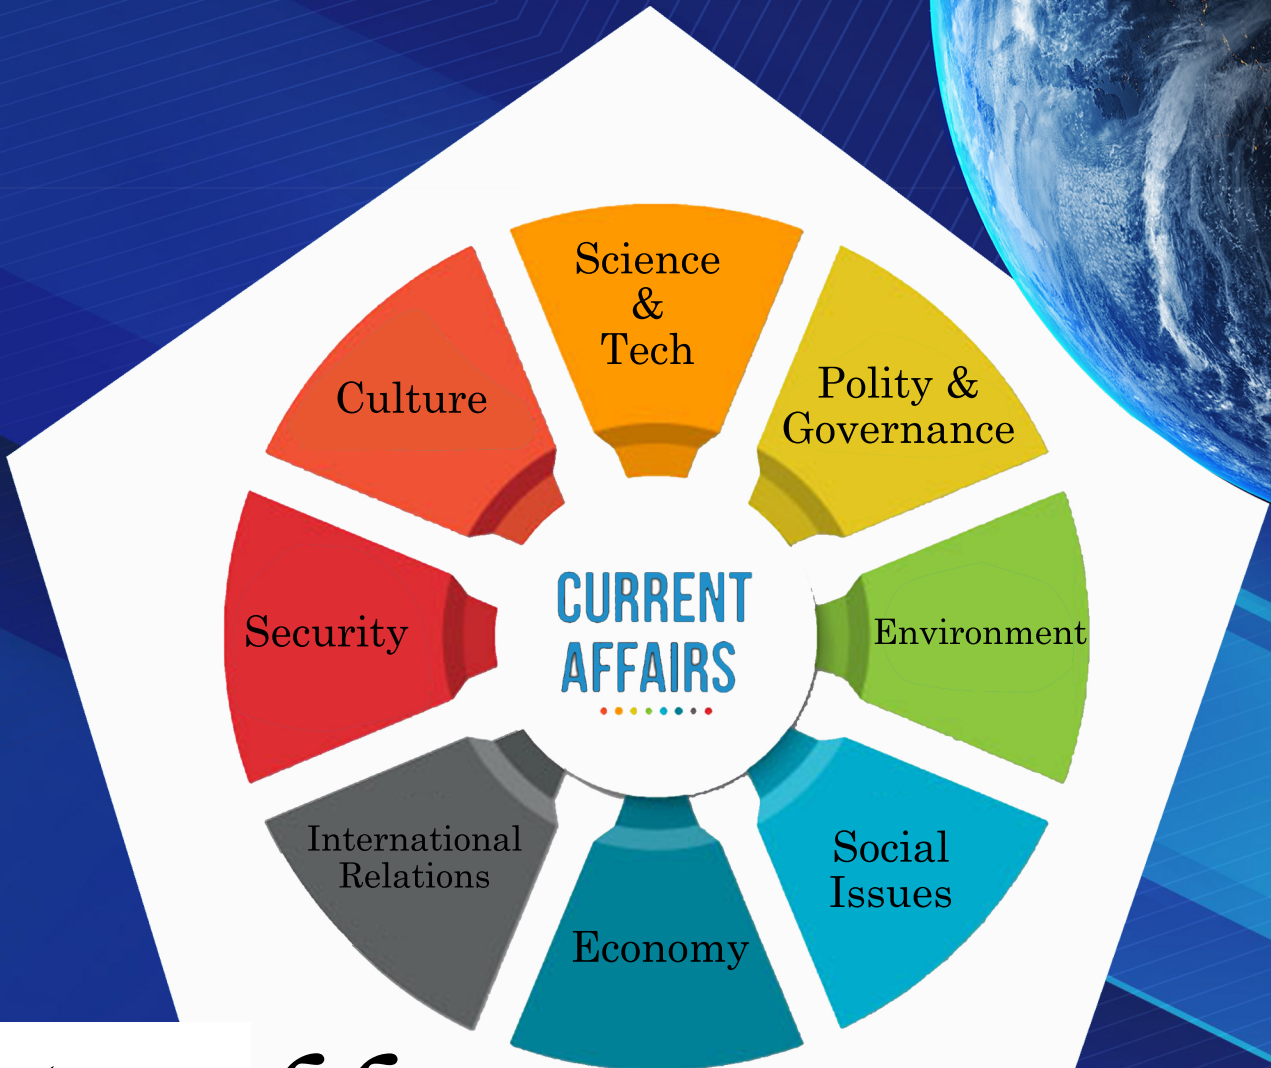 Science
&
Tech
Polity &
Governance
Culture
CURRENT
AFFAIRS
Security
Environment
International
Relations
Social
Issues
Economy